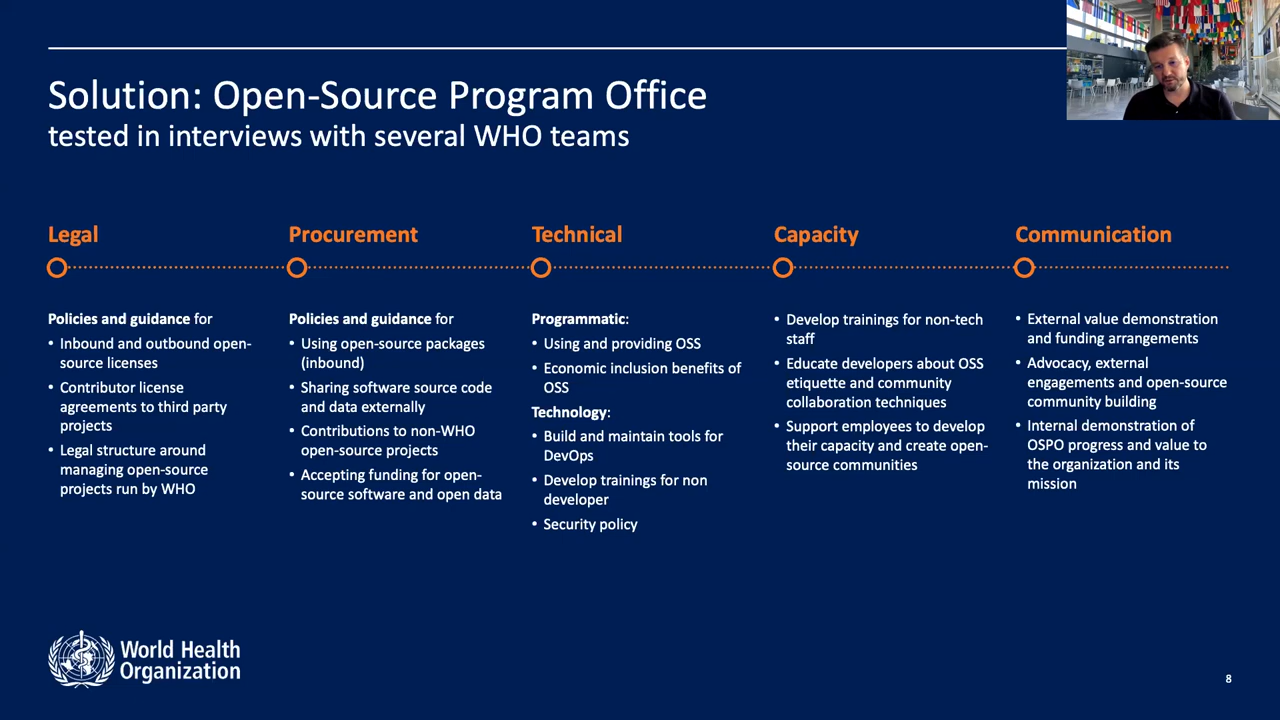 Solution: Open-Source Program Office
tested in interviews with several WHO teams
Legal
Policies and guidance for
• Inbound and outbound open-
source licenses
• Contributor license
agreements to third party
projects
• Legal structure around
managing open-source
projects run by WHO
Procurement
Policies and guidance for
• Using open-source packages
(inbound)
• Sharing software source code
and data externally
• Contributions to non-WHO
open-source projects
• Accepting funding for open-
source software and open data
Technical
Programmatic:
• Using and providing OSS
• Economic inclusion benefits of
OSS
Technology:
• Build and maintain tools for
DevOps
• Develop trainings for non
developer
• Security policy
Capacity
• Develop trainings for non-tech
staff
• Educate developers about OSS
etiquette and community
collaboration techniques
• Support employees to develop
their capacity and create open-
source communities
Communication
• External value demonstration
and funding arrangements
• Advocacy, external
engagements and open-source
community building
• Internal demonstration of
OSPO progress and value to
the organization and its
mission
World Health
Organization
8